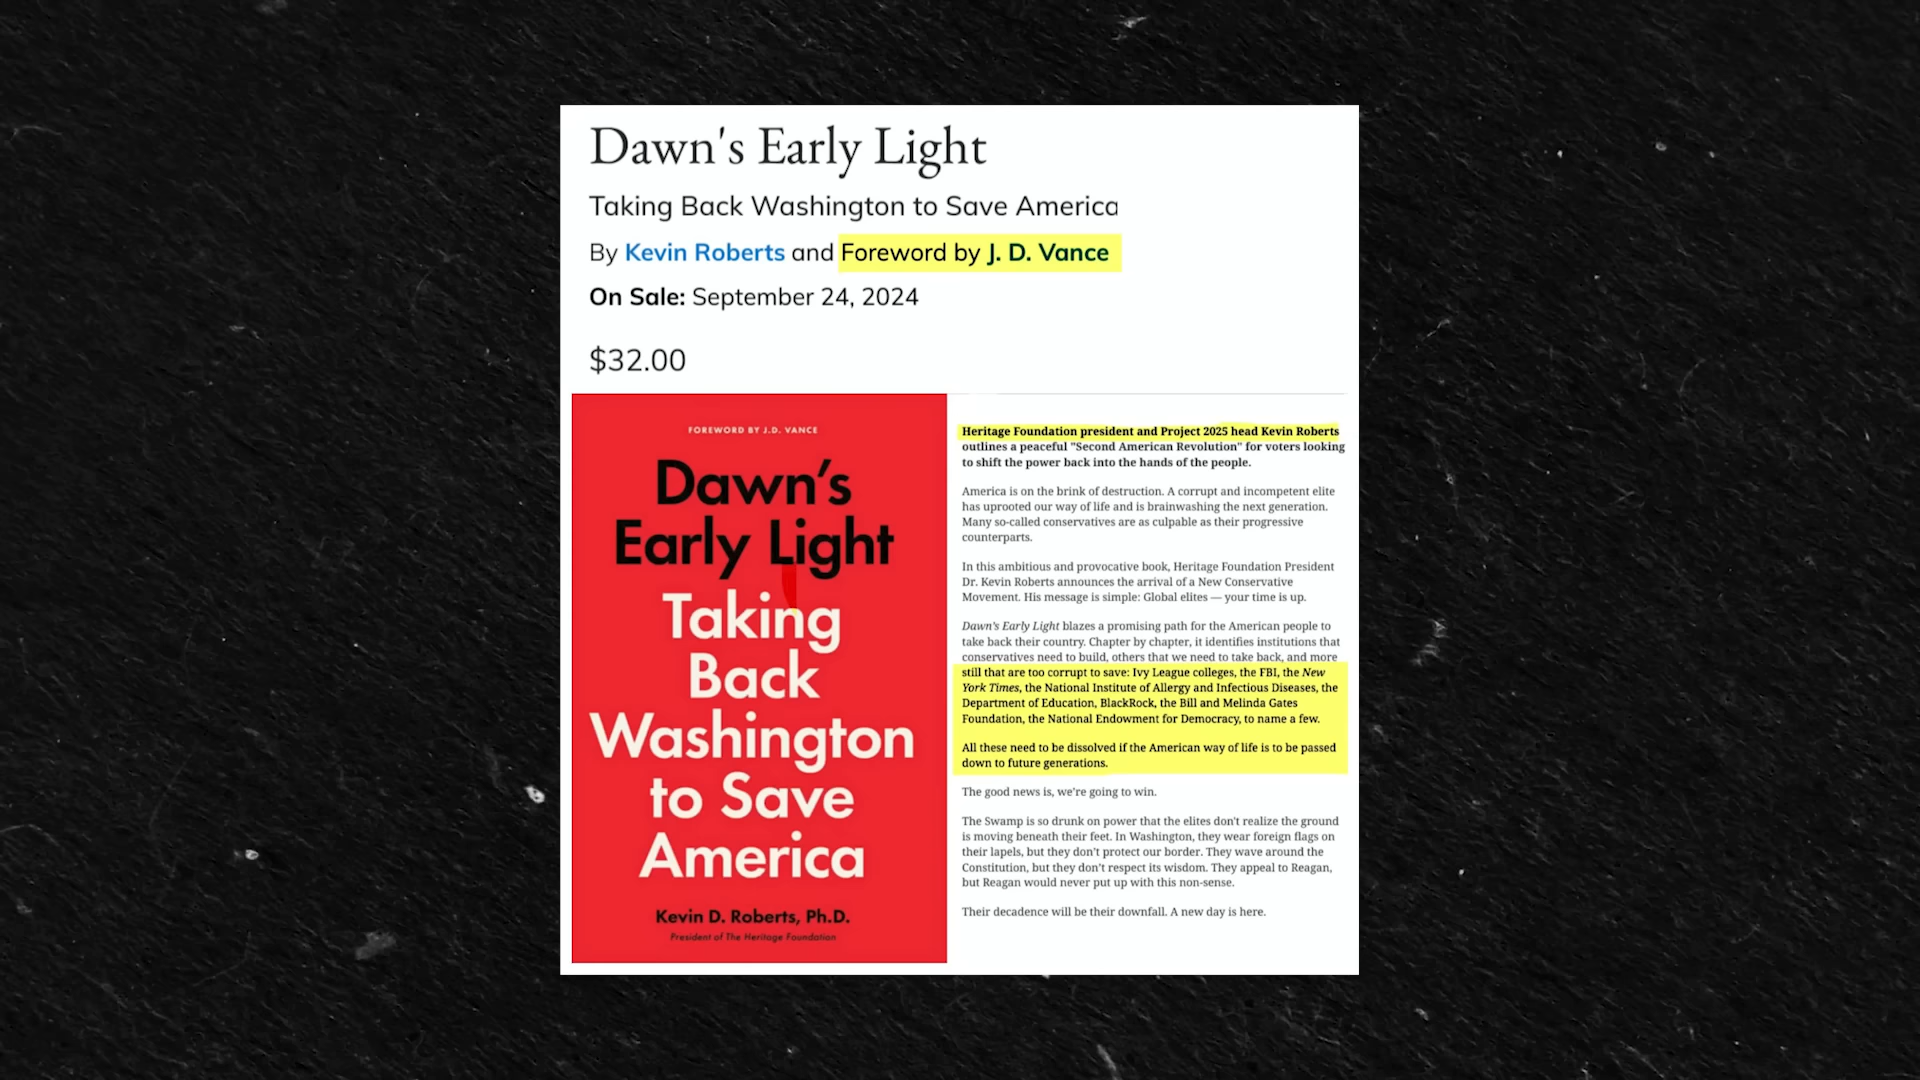 Dawn's Early Light
Taking Back Washington to Save America
By Kevin Roberts and Foreword by J. D. Vance
On Sale: September 24, 2024
$32.00
FOREWORD BY J.D. VANCE
Dawn’s
Early Light
Taking
Back
Washington
to Save
America
Kevin D. Roberts, Ph.D.
President of The Heritage Foundation
Heritage Foundation president and Project 2025 head Kevin Roberts
outlines a peaceful "Second American Revolution" for voters looking
to shift the power back into the hands of the people.
America is on the brink of destruction. A corrupt and incompetent elite
has uprooted our way of life and is brainwashing the next generation.
Many so-called conservatives are as culpable as their progressive
counterparts.
In this ambitious and provocative book, Heritage Foundation President
Dr. Kevin Roberts announces the arrival of a New Conservative
Movement. His message is simple: Global elites — your time is up.
Dawn’s Early Light blazes a promising path for the American people to
take back their country. Chapter by chapter, it identifies institutions that
conservatives need to build, others that we need to take back, and more
still that are too corrupt to save: Ivy League colleges, the FBI, the New
York Times, the National Institute of Allergy and Infectious Diseases, the
Department of Education, BlackRock, the Bill and Melinda Gates
Foundation, the National Endowment for Democracy, to name a few.
All these need to be dissolved if the American way of life is to be passed
down to future generations.
The good news is, we’re going to win.
The Swamp is so drunk on power that the elites don’t realize the ground
is moving beneath their feet. In Washington, they wear foreign flags on
their lapels, but they don’t protect our border. They wave around the
Constitution, but they don’t respect its wisdom. They appeal to Reagan,
but Reagan would never put up with this non-sense.
Their decadence will be their downfall. A new day is here.